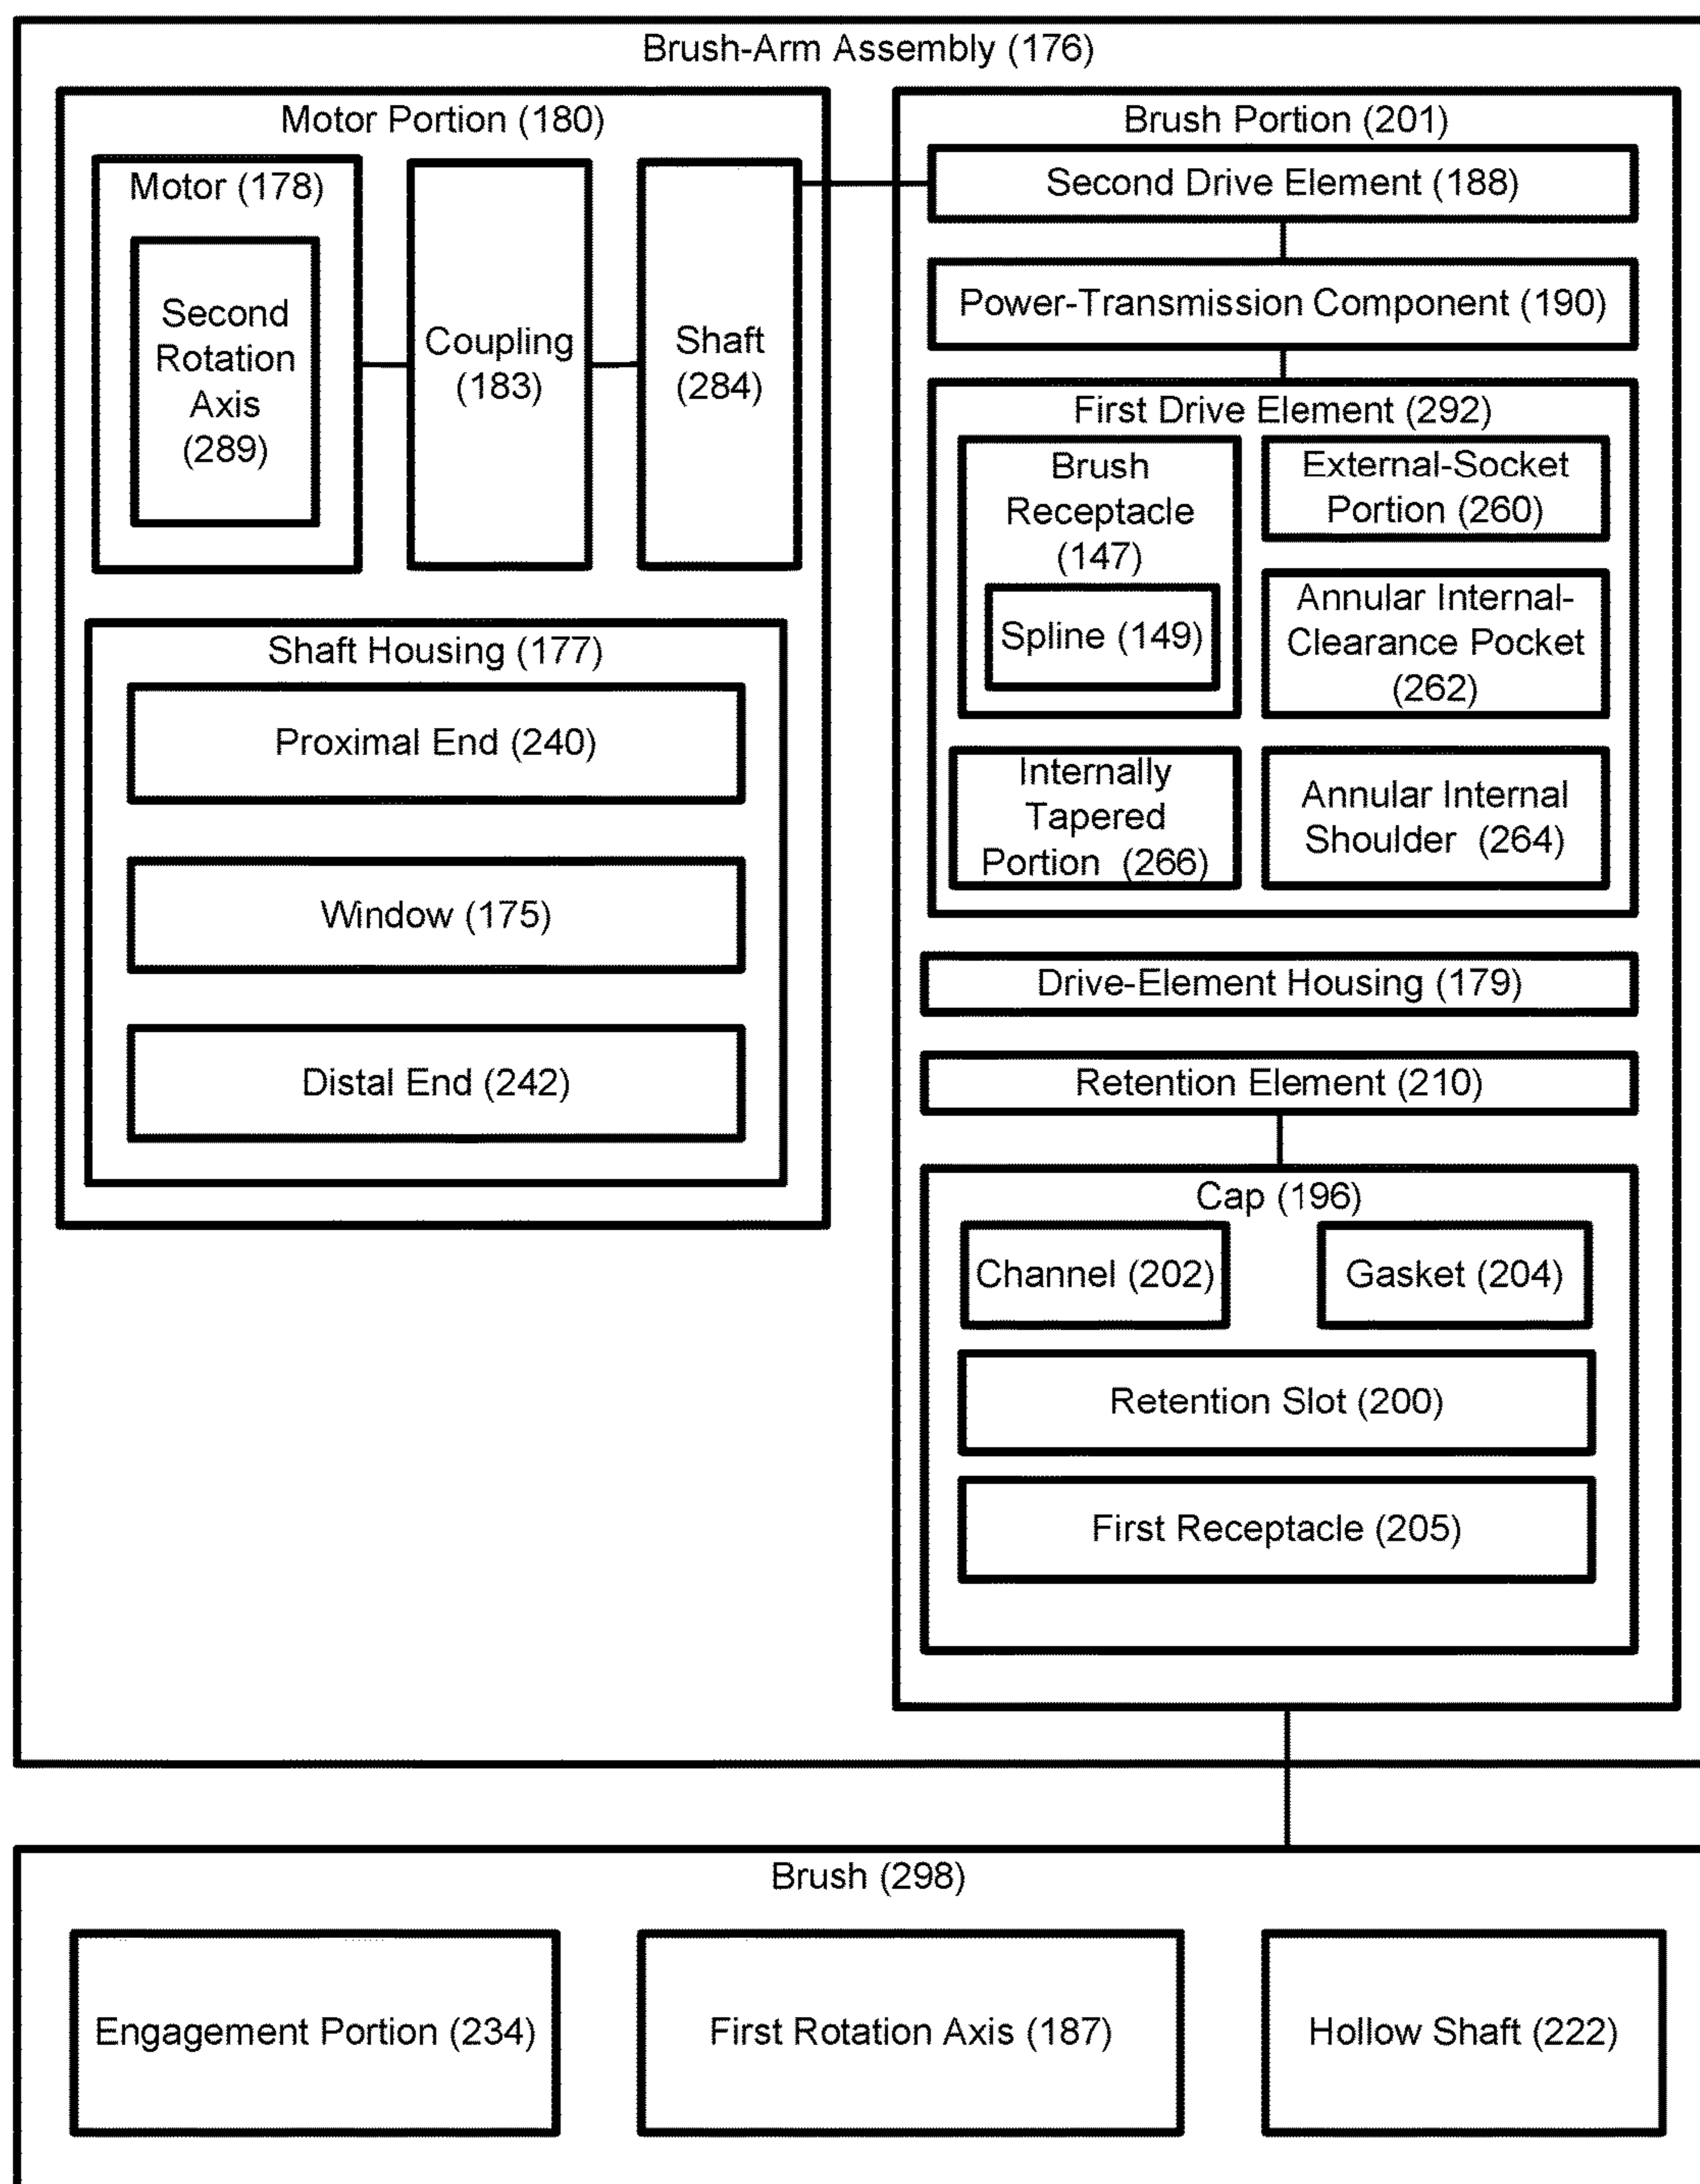 Brush-Arm Assembly (176)
Motor Portion (180)
Motor (178)
Second
Rotation
Axis
(289)
Coupling
(183)
Shaft
(284)
Shaft Housing (177)
Proximal End (240)
Window (175)
Distal End (242)
Brush Portion (201)
Second Drive Element (188)
Power-Transmission Component (190)
First Drive Element (292)
Brush
Receptacle
(147)
Spline (149)
External-Socket
Portion (260)
Annular Internal-
Clearance Pocket
(262)
Internally
Tapered
Portion (266)
Annular Internal
Shoulder (264)
Drive-Element Housing (179)
Retention Element (210)
Cap (196)
Channel (202)
Gasket (204)
Retention Slot (200)
First Receptacle (205)
Brush (298)
Engagement Portion (234)
First Rotation Axis (187)
Hollow Shaft (222)